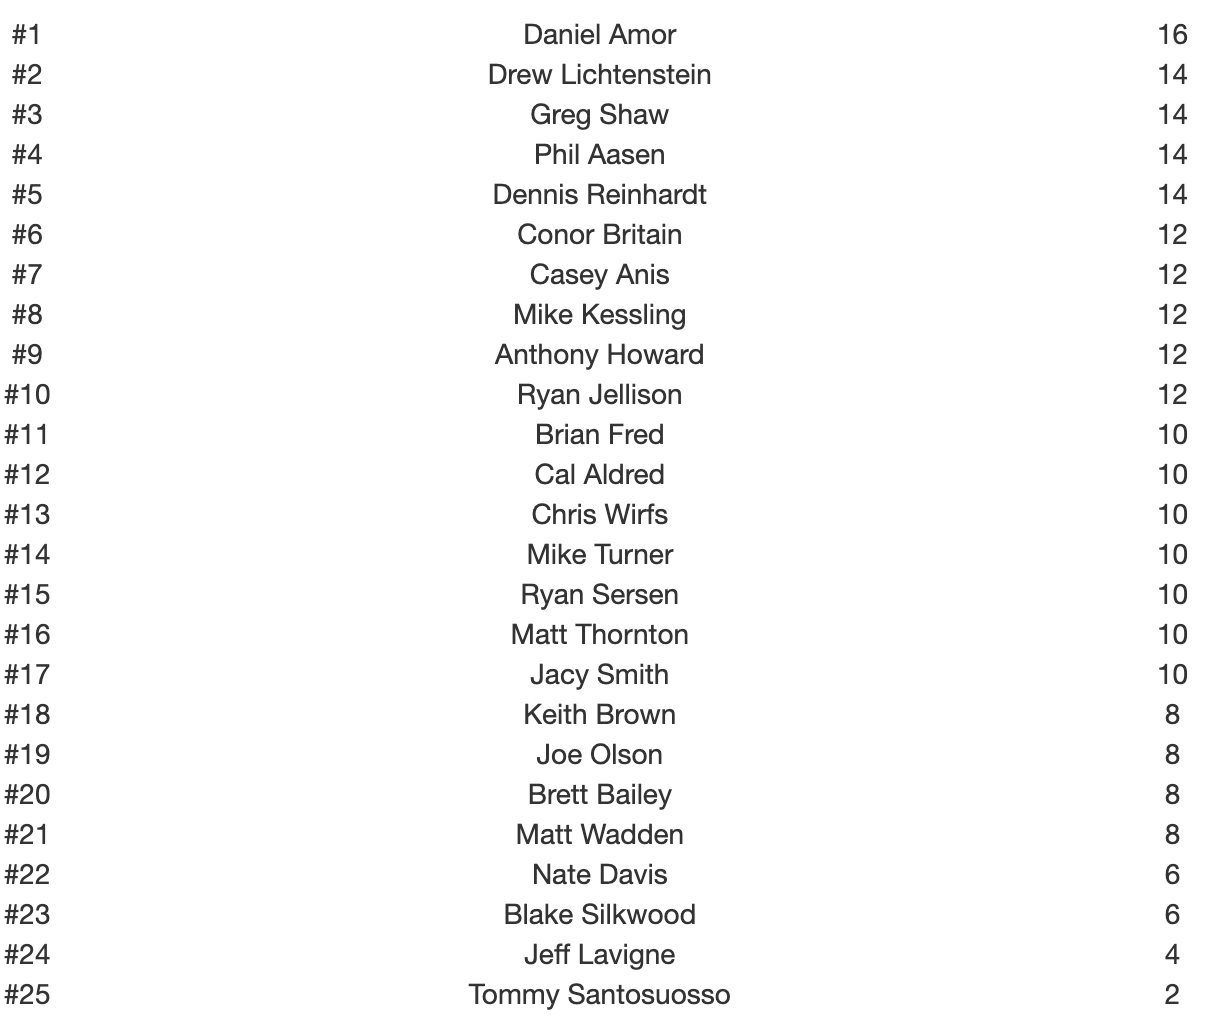 #1 Daniel Amor 16
#2 Drew Lichtenstein 14
#3 Greg Shaw 14
#4 Phil Aasen 14
#5 Dennis Reinhardt 14
#6 Conor Britain 12
#7 Casey Anis 12
#8 Mike Kessling 12
#9 Anthony Howard 12
#10 Ryan Jellison 12
#11 Brian Fred 10
#12 Cal Aldred 10
#13 Chris Wirfs 10
#14 Mike Turner 10
#15 Ryan Sersen 10
#16 Matt Thornton 10
#17 Jacy Smith 10
#18 Keith Brown 8
#19 Joe Olson 8
#20 Brett Bailey 8
#21 Matt Wadden 8
#22 Nate Davis 6
#23 Blake Silkwood 6
#24 Jeff Lavigne 4
#25 Tommy Santosuosso 2